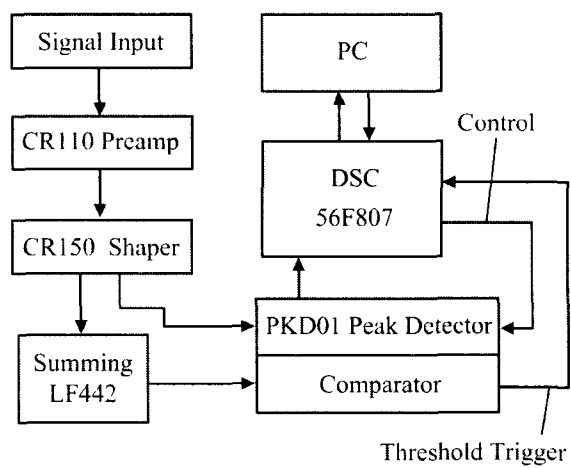 Signal Input
PC
Control
CR110 Preamp
DSC
56F807
CR150 Shaper
PKD01 Peak Detector
Summing
LF442
Comparator
Threshold Trigger